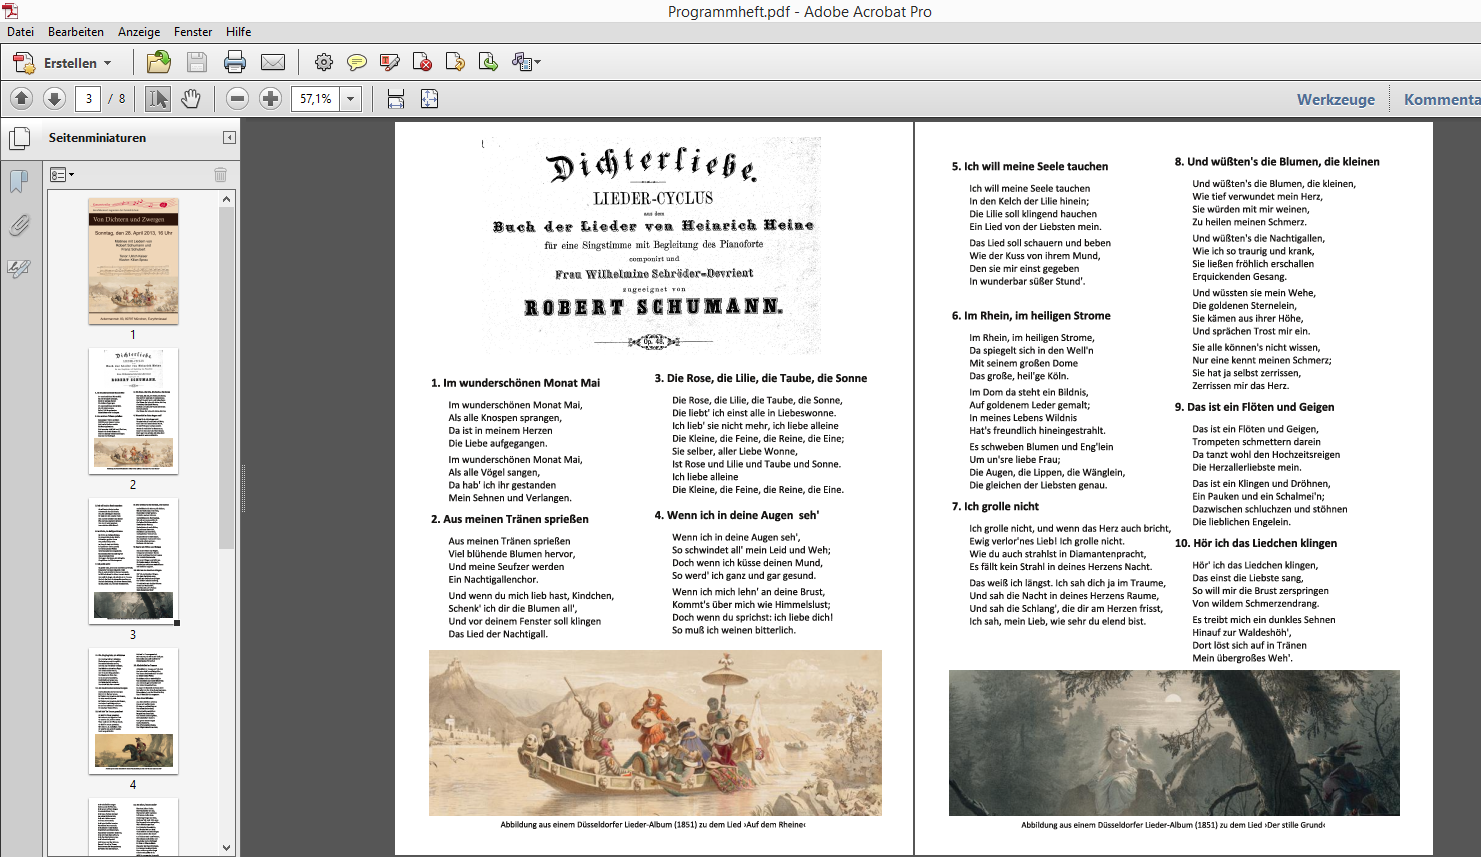 Programmheft.pdf - Adobe Acrobat Pro
Datei Bearbeiten Anzeige Fenster Hilfe
Erstellen
3 / 8 57,1% Werkzeuge Kommenta
Seitenminiaturen
Von Dichtern und Zwergen
Sonntag, den 28. April 2013, 16 Uhr
1
2
3
4
Dichterliebe.
LIEDER-CYCLUS
aus dem
Buch der Lieder von Heinrich Heine
für eine Singstimme mit Begleitung des Pianoforte
componirt und
Frau Wilhelmine Schröder-Devrient
zugeeignet von
ROBERT SCHUMANN.
Op. 48.
1. Im wunderschönen Monat Mai
Im wunderschönen Monat Mai,
Als alle Knospen sprangen,
Da ist in meinem Herzen
Die Liebe aufgegangen.
Im wunderschönen Monat Mai,
Als alle Vögel sangen,
Da hab' ich ihr gestanden
Mein Sehnen und Verlangen.
2. Aus meinen Tränen sprießen
Aus meinen Tränen sprießen
Viel blühende Blumen hervor,
Und meine Seufzer werden
Ein Nachtigallenchor.
Und wenn du mich lieb hast, Kindchen,
Schenk' ich dir die Blumen all',
Und vor deinem Fenster soll klingen
Das Lied der Nachtigall.
3. Die Rose, die Lilie, die Taube, die Sonne
Die Rose, die Lilie, die Taube, die Sonne,
Die liebt' ich einst alle in Liebeswonne.
Ich lieb' sie nicht mehr, ich liebe alleine
Die Kleine, die Feine, die Reine, die Eine;
Sie selber, aller Liebe Wonne,
Ist Rose und Lilie und Taube und Sonne.
Ich liebe alleine
Die Kleine, die Feine, die Reine, die Eine.
4. Wenn ich in deine Augen seh'
Wenn ich in deine Augen seh',
So schwindet all' mein Leid und Weh;
Doch wenn ich küsse deinen Mund,
So werd' ich ganz und gar gesund.
Wenn ich mich lehn' an deine Brust,
Kommt's über mich wie Himmelslust;
Doch wenn du sprichst: ich liebe dich!
So muß ich weinen bitterlich.
Abbildung aus einem Düsseldorfer Lieder-Album (1851) zu dem Lied ›Auf dem Rheine‹
5. Ich will meine Seele tauchen
Ich will meine Seele tauchen
In den Kelch der Lilie hinein;
Die Lilie soll klingend hauchen
Ein Lied von der Liebsten mein.
Das Lied soll schauern und beben
Wie der Kuss von ihrem Mund,
Den sie mir einst gegeben
In wunderbar süßer Stund'.
6. Im Rhein, im heiligen Strome
Im Rhein, im heiligen Strome,
Da spiegelt sich in den Well'n
Mit seinem großen Dome
Das große, heil'ge Köln.
Im Dom da steht ein Bildnis,
Auf goldenem Leder gemalt;
In meines Lebens Wildnis
Hat's freundlich hineingestrahlt.
Es schweben Blumen und Eng'lein
Um un'sre liebe Frau;
Die Augen, die Lippen, die Wänglein,
Die gleichen der Liebsten genau.
7. Ich grolle nicht
Ich grolle nicht, und wenn das Herz auch bricht,
Ewig verlor'nes Lieb! Ich grolle nicht.
Wie du auch strahlst in Diamantenpracht,
Es fällt kein Strahl in deines Herzens Nacht.
Das weiß ich längst. Ich sah dich ja im Traume,
Und sah die Nacht in deines Herzens Raume,
Und sah die Schlang', die dir am Herzen frisst,
Ich sah, mein Lieb, wie sehr du elend bist.
8. Und wüßten's die Blumen, die kleinen
Und wüßten's die Blumen, die kleinen,
Wie tief verwundet mein Herz,
Sie würden mit mir weinen,
Zu heilen meinen Schmerz.
Und wüßten's die Nachtigallen,
Wie ich so traurig und krank,
Sie ließen fröhlich erschallen
Erquickenden Gesang.
Und wüssten sie mein Wehe,
Die goldenen Sternelein,
Sie kämen aus ihrer Höhe,
Und sprächen Trost mir ein.
Sie alle können's nicht wissen,
Nur eine kennt meinen Schmerz;
Sie hat ja selbst zerrissen,
Zerrissen mir das Herz.
9. Das ist ein Flöten und Geigen
Das ist ein Flöten und Geigen,
Trompeten schmettern darein
Da tanzt wohl den Hochzeitsreigen
Die Herzallerliebste mein.
Das ist ein Klingen und Dröhnen,
Ein Pauken und ein Schalmei'n;
Dazwischen schluchzen und stöhnen
Die lieblichen Engelein.
10. Hör ich das Liedchen klingen
Hör' ich das Liedchen klingen,
Das einst die Liebste sang,
So will mir die Brust zerspringen
Von wildem Schmerzendrang.
Es treibt mich ein dunkles Sehnen
Hinauf zur Waldeshöh',
Dort löst sich auf in Tränen
Mein übergroßes Weh'.
Abbildung aus einem Düsseldorfer Lieder-Album (1851) zu dem Lied ›Der stille Grund‹